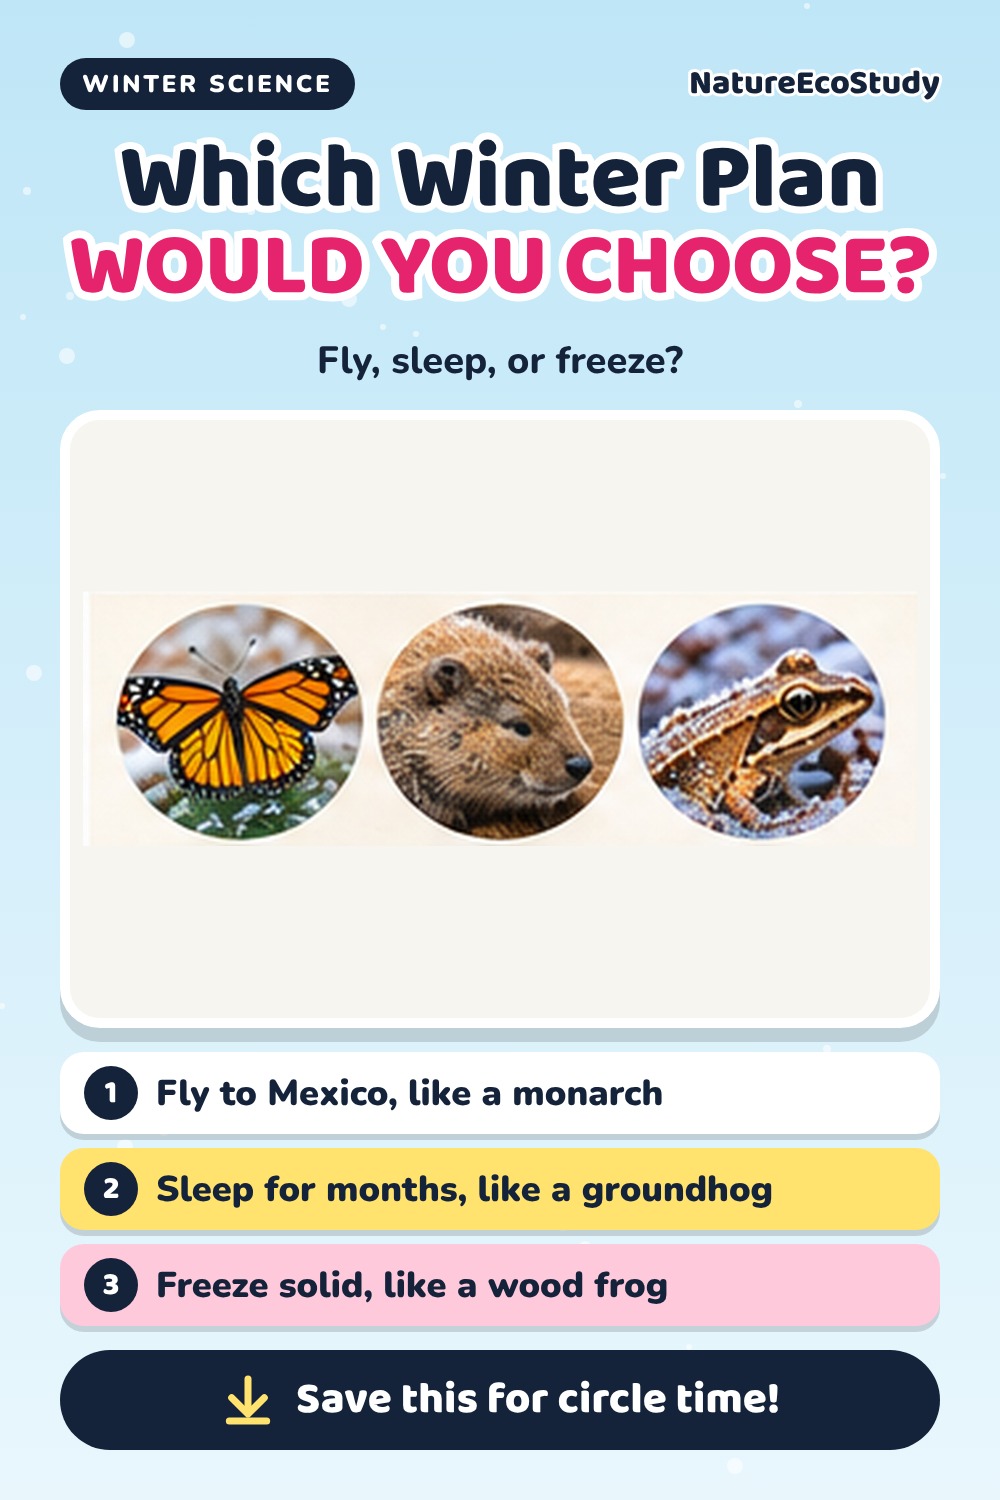 WINTER SCIENCE
NatureEcoStudy
Which Winter Plan
WOULD YOU CHOOSE?
Fly, sleep, or freeze?
1 Fly to Mexico, like a monarch
2 Sleep for months, like a groundhog
3 Freeze solid, like a wood frog
Save this for circle time!